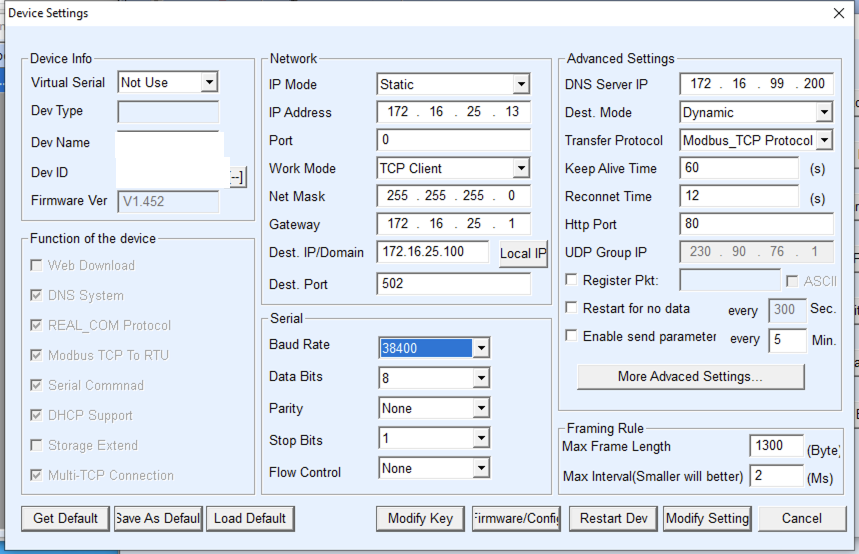 Device Settings
Device Info
Virtual Serial Not Use
Dev Type
Dev Name
Dev ID
Firmware Ver V1.452
Function of the device
Web Download
DNS System
REAL_COM Protocol
Modbus TCP To RTU
Serial Commnad
DHCP Support
Storage Extend
Multi-TCP Connection
Network
IP Mode Static
IP Address 172 . 16 . 25 . 13
Port 0
Work Mode TCP Client
Net Mask 255 . 255 . 255 . 0
Gateway 172 . 16 . 25 . 1
Dest. IP/Domain 172.16.25.100 Local IP
Dest. Port 502
Serial
Baud Rate 38400
Data Bits 8
Parity None
Stop Bits 1
Flow Control None
Advanced Settings
DNS Server IP 172 . 16 . 99 . 200
Dest. Mode Dynamic
Transfer Protocol Modbus_TCP Protocol
Keep Alive Time 60 (s)
Reconnet Time 12 (s)
Http Port 80
UDP Group IP 230 . 90 . 76 . 1
Register Pkt: ASCII
Restart for no data every 300 Sec.
Enable send parameter every 5 Min.
More Advaced Settings...
Framing Rule
Max Frame Length 1300 (Byte)
Max Interval(Smaller will better) 2 (Ms)
Get Default Save As Default Load Default Modify Key Firmware/Config Restart Dev Modify Setting Cancel